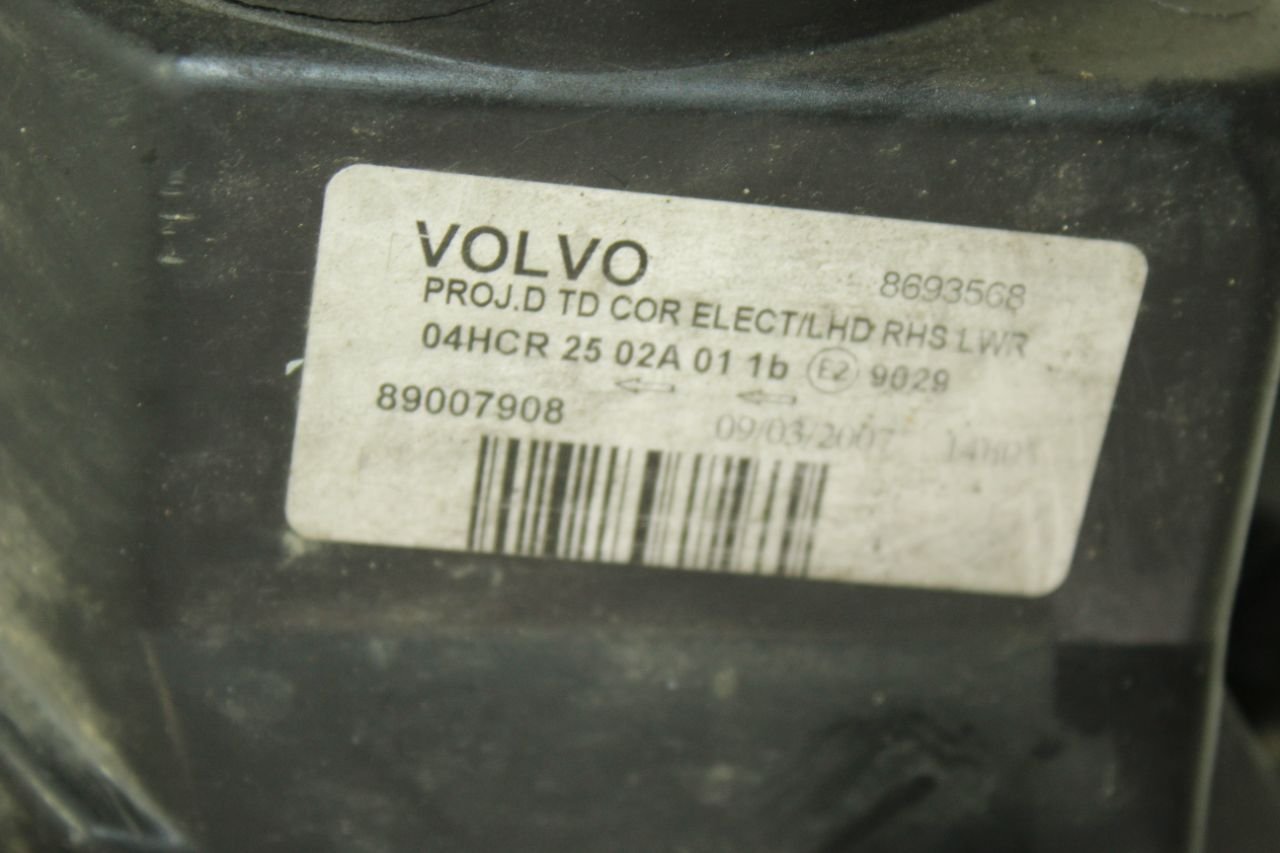 VOLVO 8693568
PROJ.D TD COR ELECT/LHD RHS LWR
04HCR 25 02A 01 1b E2 9029
89007908
09/03/2007